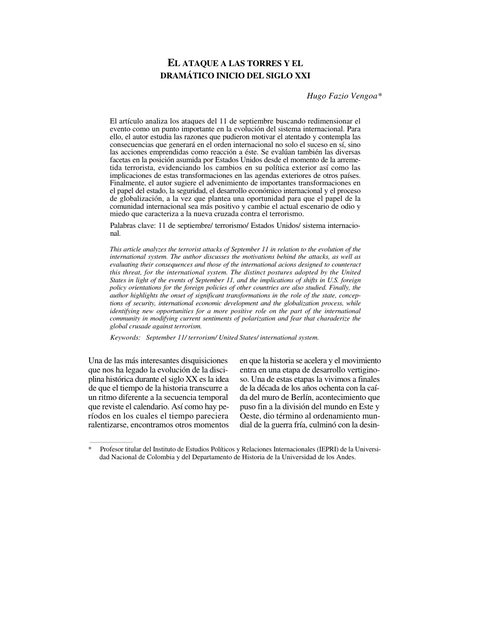 EL ATAQUE A LAS TORRES Y EL
DRAMÁTICO INICIO DEL SIGLO XXI
Hugo Fazio Vengoa*
El artículo analiza los ataques del 11 de septiembre buscando redimensionar el
evento como un punto importante en la evolución del sistema internacional. Para
ello, el autor estudia las razones que pudieron motivar el atentado y contempla las
consecuencias que generará en el orden internacional no solo el suceso en sí, sino
las acciones emprendidas como reacción a éste. Se evalúan también las diversas
facetas en la posición asumida por Estados Unidos desde el momento de la arreme-
tida terrorista, evidenciando los cambios en su política exterior así como las
implicaciones de estas transformaciones en las agendas exteriores de otros países.
Finalmente, el autor sugiere el advenimiento de importantes transformaciones en
el papel del estado, la seguridad, el desarrollo económico internacional y el proceso
de globalización, a la vez que plantea una oportunidad para que el papel de la
comunidad internacional sea más positivo y cambie el actual escenario de odio y
miedo que caracteriza a la nueva cruzada contra el terrorismo.
Palabras clave: 11 de septiembre/ terrorismo/ Estados Unidos/ sistema internacio-
nal.
This article analyzes the terrorist attacks of September 11 in relation to the evolution of the
international system. The author discusses the motivations behind the attacks, as well as
evaluating their consequences and those of the international actions designed to counteract
this threat, for the international system. The distinct postures adopted by the United
States in light of the events of September 11, and the implications of shifts in U.S. foreign
policy orientations for the foreign policies of other countries are also studied. Finally, the
author highlights the onset of significant transformations in the role of the state, concep-
tions of security, international economic development and the globalization process, while
identifying new opportunities for a more positive role on the part of the international
community in modifying current sentiments of polarization and fear that charaderize the
global crusade against terrorism.
Keywords: September 11/ terrorism/ United States/ international system.
Una de las más interesantes disquisiciones
que nos ha legado la evolución de la disci-
plina histórica durante el siglo XX es la idea
de que el tiempo de la historia transcurre a
un ritmo diferente a la secuencia temporal
que reviste el calendario. Así como hay pe-
ríodos en los cuales el tiempo pareciera
ralentizarse, encontramos otros momentos
en que la historia se acelera y el movimiento
entra en una etapa de desarrollo vertigino-
so. Una de estas etapas la vivimos a finales
de la década de los años ochenta con la caí-
da del muro de Berlín, acontecimiento que
puso fin a la división del mundo en Este y
Oeste, dio término al ordenamiento mun-
dial de la guerra fría, culminó con la desin-
* Profesor titular del Instituto de Estudios Políticos y Relaciones Internacionales (IEPRI) de la Universi-
dad Nacional de Colombia y del Departamento de Historia de la Universidad de los Andes.